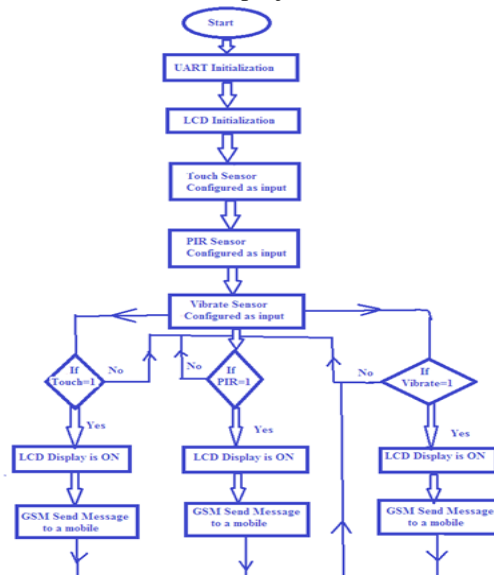 Start
UART Initialization
LCD Initialization
Touch Sensor
Configured as input
PIR Sensor
Configured as input
Vibrate Sensor
Configured as input
If
Touch=1
No
No
If
PIR=1
No
If
Vibrate=1
Yes
Yes
Yes
LCD Display is ON
LCD Display is ON
LCD Display is ON
GSM Send Message
to a mobile
GSM Send Message
to a mobile
GSM Send Message
to a mobile